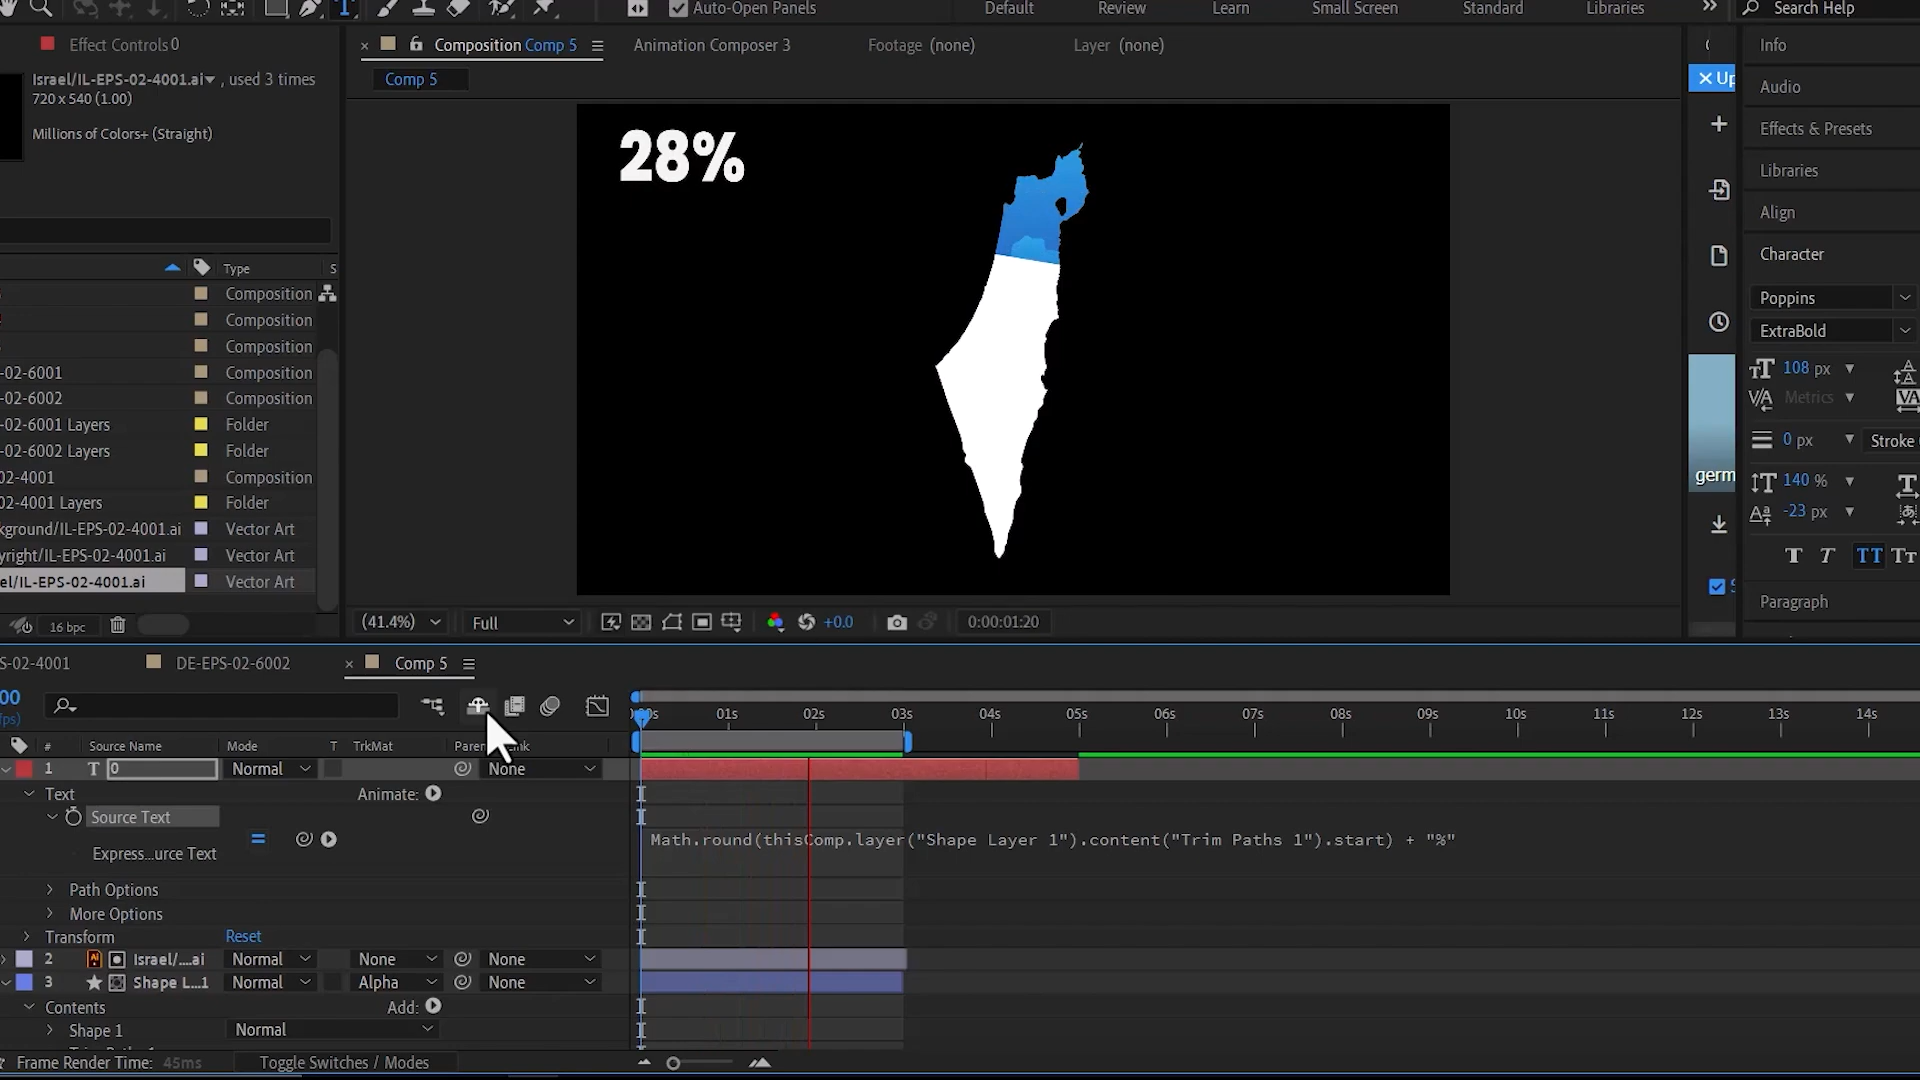 Auto-Open Panels
Default
Review
Learn
Small Screen
Standard
Libraries
Search Help
Effect Controls 0
Composition Comp 5
Animation Composer 3
Footage (none)
Layer (none)
Info
Israel/IL-EPS-02-4001.ai , used 3 times
720 x 540 (1.00)
Millions of Colors+ (Straight)
Comp 5
28%
Up
Audio
Effects & Presets
Libraries
Align
Character
Poppins
ExtraBold
108 px
Metrics
0 px
Stroke
140 %
-23 px
Paragraph
germ
Type
S
Composition
Composition
Composition
-02-6001 Composition
-02-6002 Composition
-02-6001 Layers Folder
-02-6002 Layers Folder
02-4001 Composition
02-4001 Layers Folder
kground/IL-EPS-02-4001.ai Vector Art
yright/IL-EPS-02-4001.ai Vector Art
el/IL-EPS-02-4001.ai Vector Art
16 bpc
(41.4%)
Full
+0.0
0:00:01:20
S-02-4001
DE-EPS-02-6002
Comp 5
00
fps)
01s 02s 03s 04s 05s 06s 07s 08s 09s 10s 11s 12s 13s 14s
# Source Name Mode T TrkMat
1 T 0 Normal None
Text Animate:
Source Text
Math.round(thisComp.layer("Shape Layer 1").content("Trim Paths 1").start) + "%"
Express...urce Text
Path Options
More Options
Transform Reset
2 Israel/....ai Normal None None
3 Shape L...1 Normal Alpha None
Contents Add:
Shape 1 Normal
Frame Render Time: 45ms
Toggle Switches / Modes